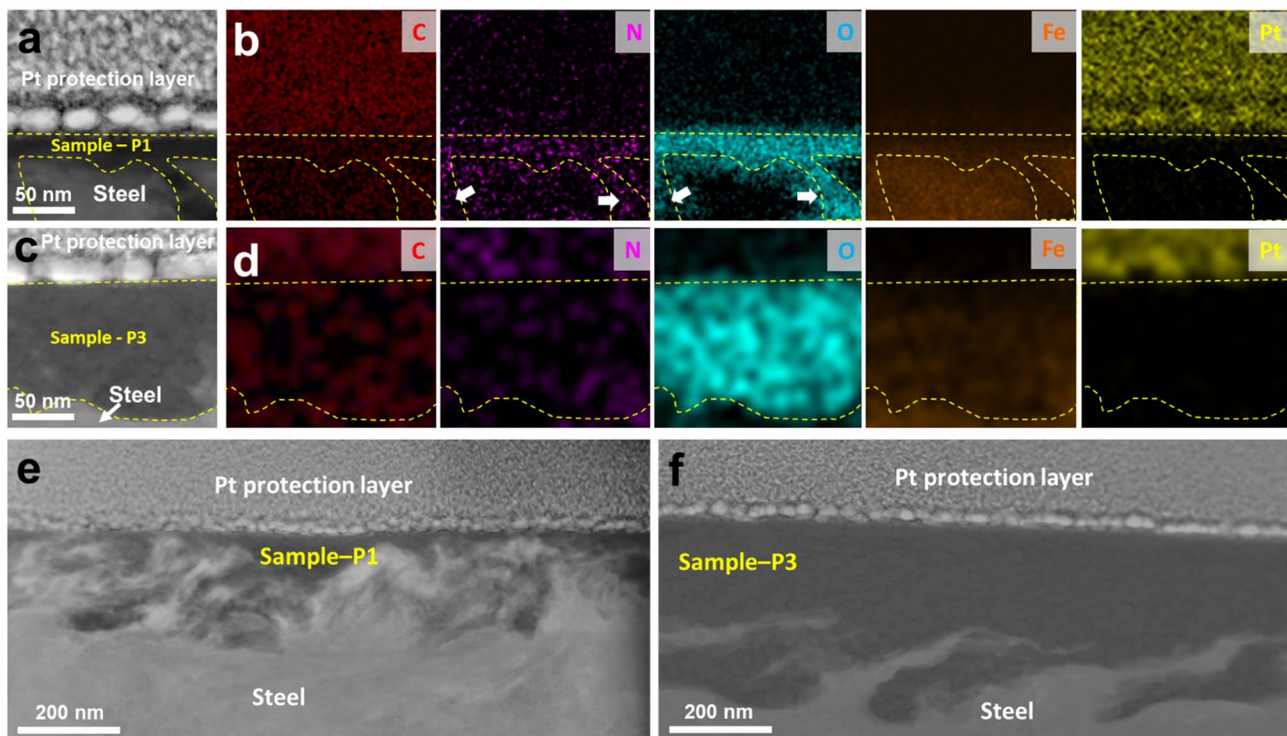 a
Pt protection layer
Sample – P1
Steel
50 nm
b
C
N
O
Fe
Pt
c
Pt protection layer
Sample - P3
Steel
50 nm
d
C
N
O
Fe
Pt
e
Pt protection layer
Sample–P1
Steel
200 nm
f
Pt protection layer
Sample–P3
Steel
200 nm